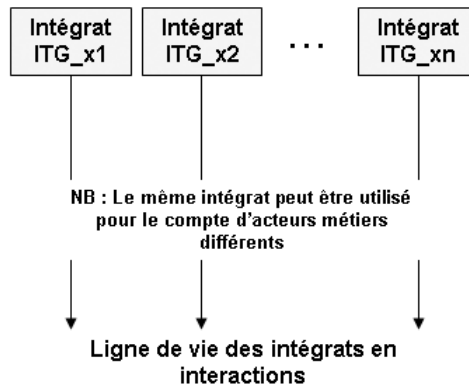 Intégrat
ITG_x1
Intégrat
ITG_x2
...
Intégrat
ITG_xn
NB : Le même intégrat peut être utilisé
pour le compte d'acteurs métiers
différents
Ligne de vie des intégrats en
interactions